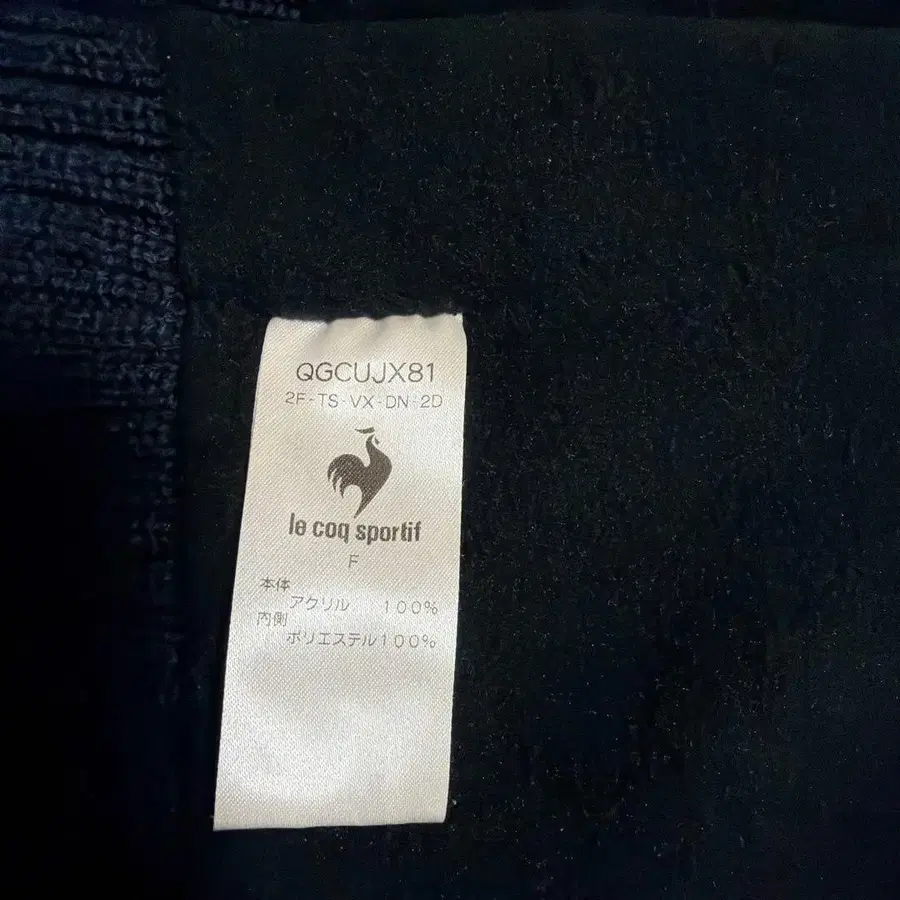 QGCUJX81
2F-TS-VX-DN-2D
le coq sportif
F
本体
アクリル 100%
内側
ポリエステル100%